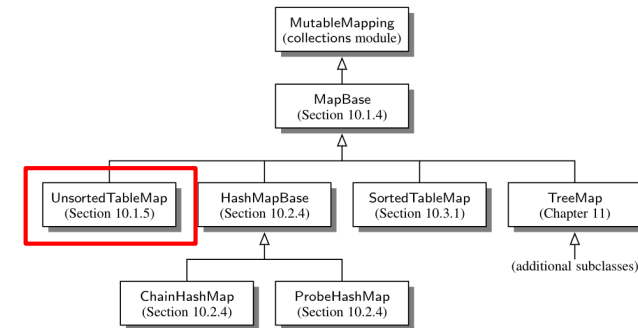 MutableMapping
(collections module)
MapBase
(Section 10.1.4)
UnsortedTableMap
(Section 10.1.5)
HashMapBase
(Section 10.2.4)
SortedTableMap
(Section 10.3.1)
TreeMap
(Chapter 11)
(additional subclasses)
ChainHashMap
(Section 10.2.4)
ProbeHashMap
(Section 10.2.4)